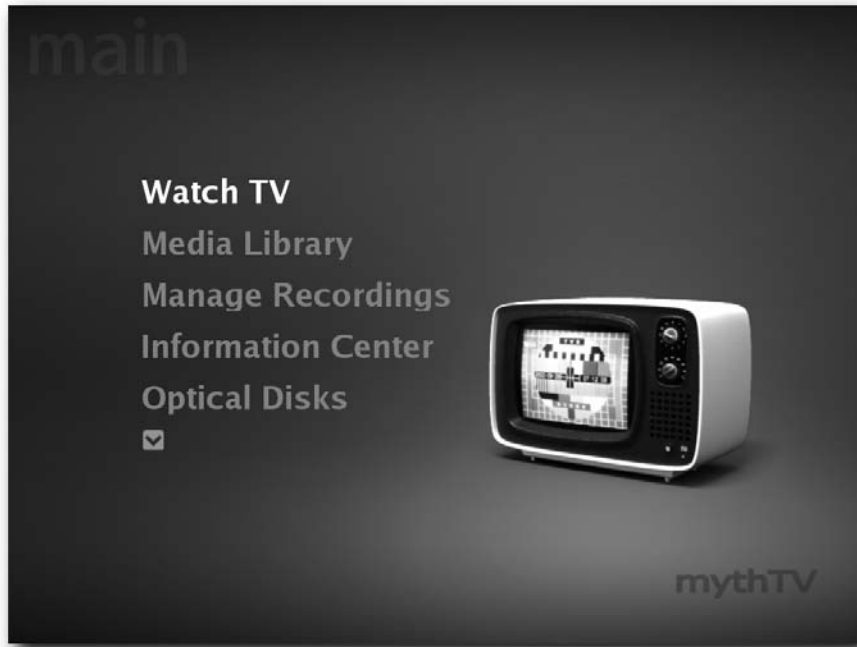 main
Watch TV
Media Library
Manage Recordings
Information Center
Optical Disks
mythTV